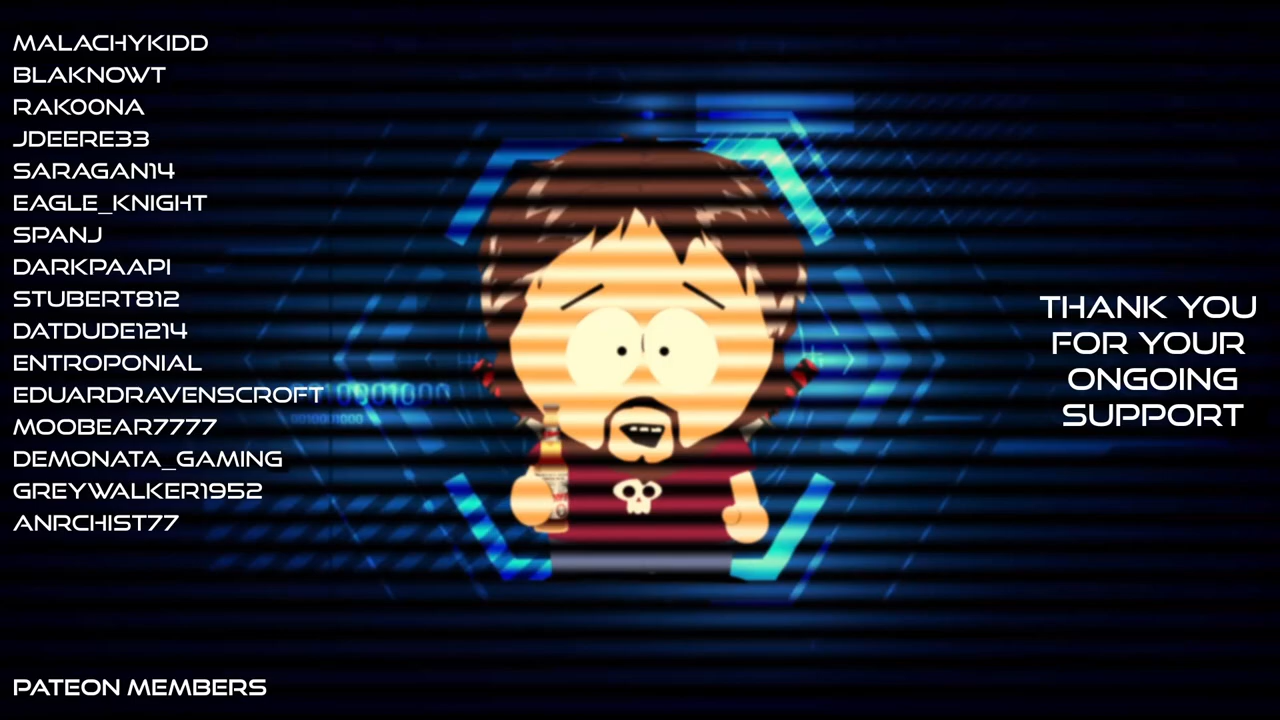 MALACHYKIDD
BLAKNOWT
RAKOONA
JDEERE33
SARAGAN14
EAGLE_KNIGHT
SPANJ
DARKPAAPI
STUBERT812
DATDUDE1214
ENTROPONIAL
EDUARDRAVENSCROFT
MOOBEAR7777
DEMONATA_GAMING
GREYWALKER1952
ANRCHIST77
PATEON MEMBERS
THANK YOU
FOR YOUR
ONGOING
SUPPORT